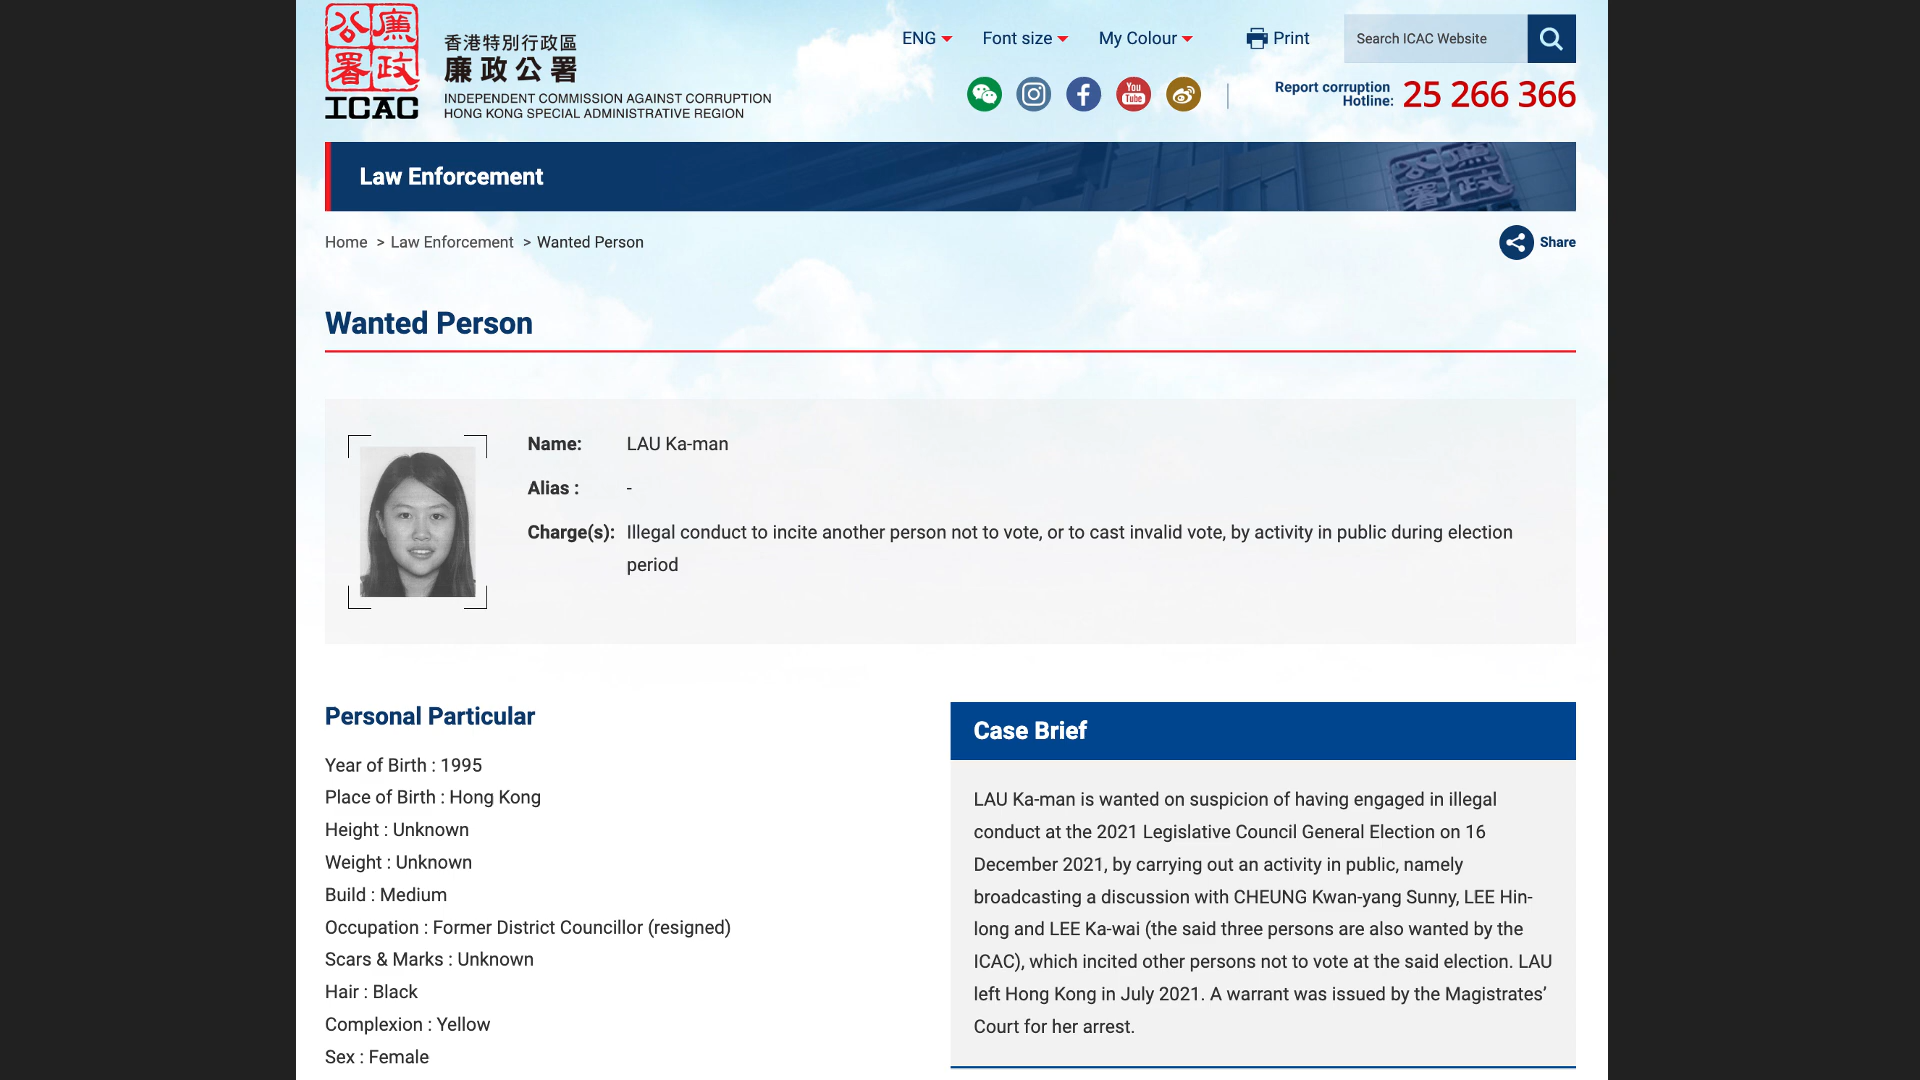 香港特別行政區
廉政公署
ICAC
INDEPENDENT COMMISSION AGAINST CORRUPTION
HONG KONG SPECIAL ADMINISTRATIVE REGION
ENG
Font size
My Colour
Print
Search ICAC Website
You
Tube
Report corruption
Hotline:
25 266 366
Law Enforcement
廉政公署
Home > Law Enforcement > Wanted Person
Share
Wanted Person
Name: LAU Ka-man
Alias : -
Charge(s): Illegal conduct to incite another person not to vote, or to cast invalid vote, by activity in public during election
period
Personal Particular
Year of Birth : 1995
Place of Birth : Hong Kong
Height : Unknown
Weight : Unknown
Build : Medium
Occupation : Former District Councillor (resigned)
Scars & Marks : Unknown
Hair : Black
Complexion : Yellow
Sex : Female
Case Brief
LAU Ka-man is wanted on suspicion of having engaged in illegal
conduct at the 2021 Legislative Council General Election on 16
December 2021, by carrying out an activity in public, namely
broadcasting a discussion with CHEUNG Kwan-yang Sunny, LEE Hin-
long and LEE Ka-wai (the said three persons are also wanted by the
ICAC), which incited other persons not to vote at the said election. LAU
left Hong Kong in July 2021. A warrant was issued by the Magistrates’
Court for her arrest.